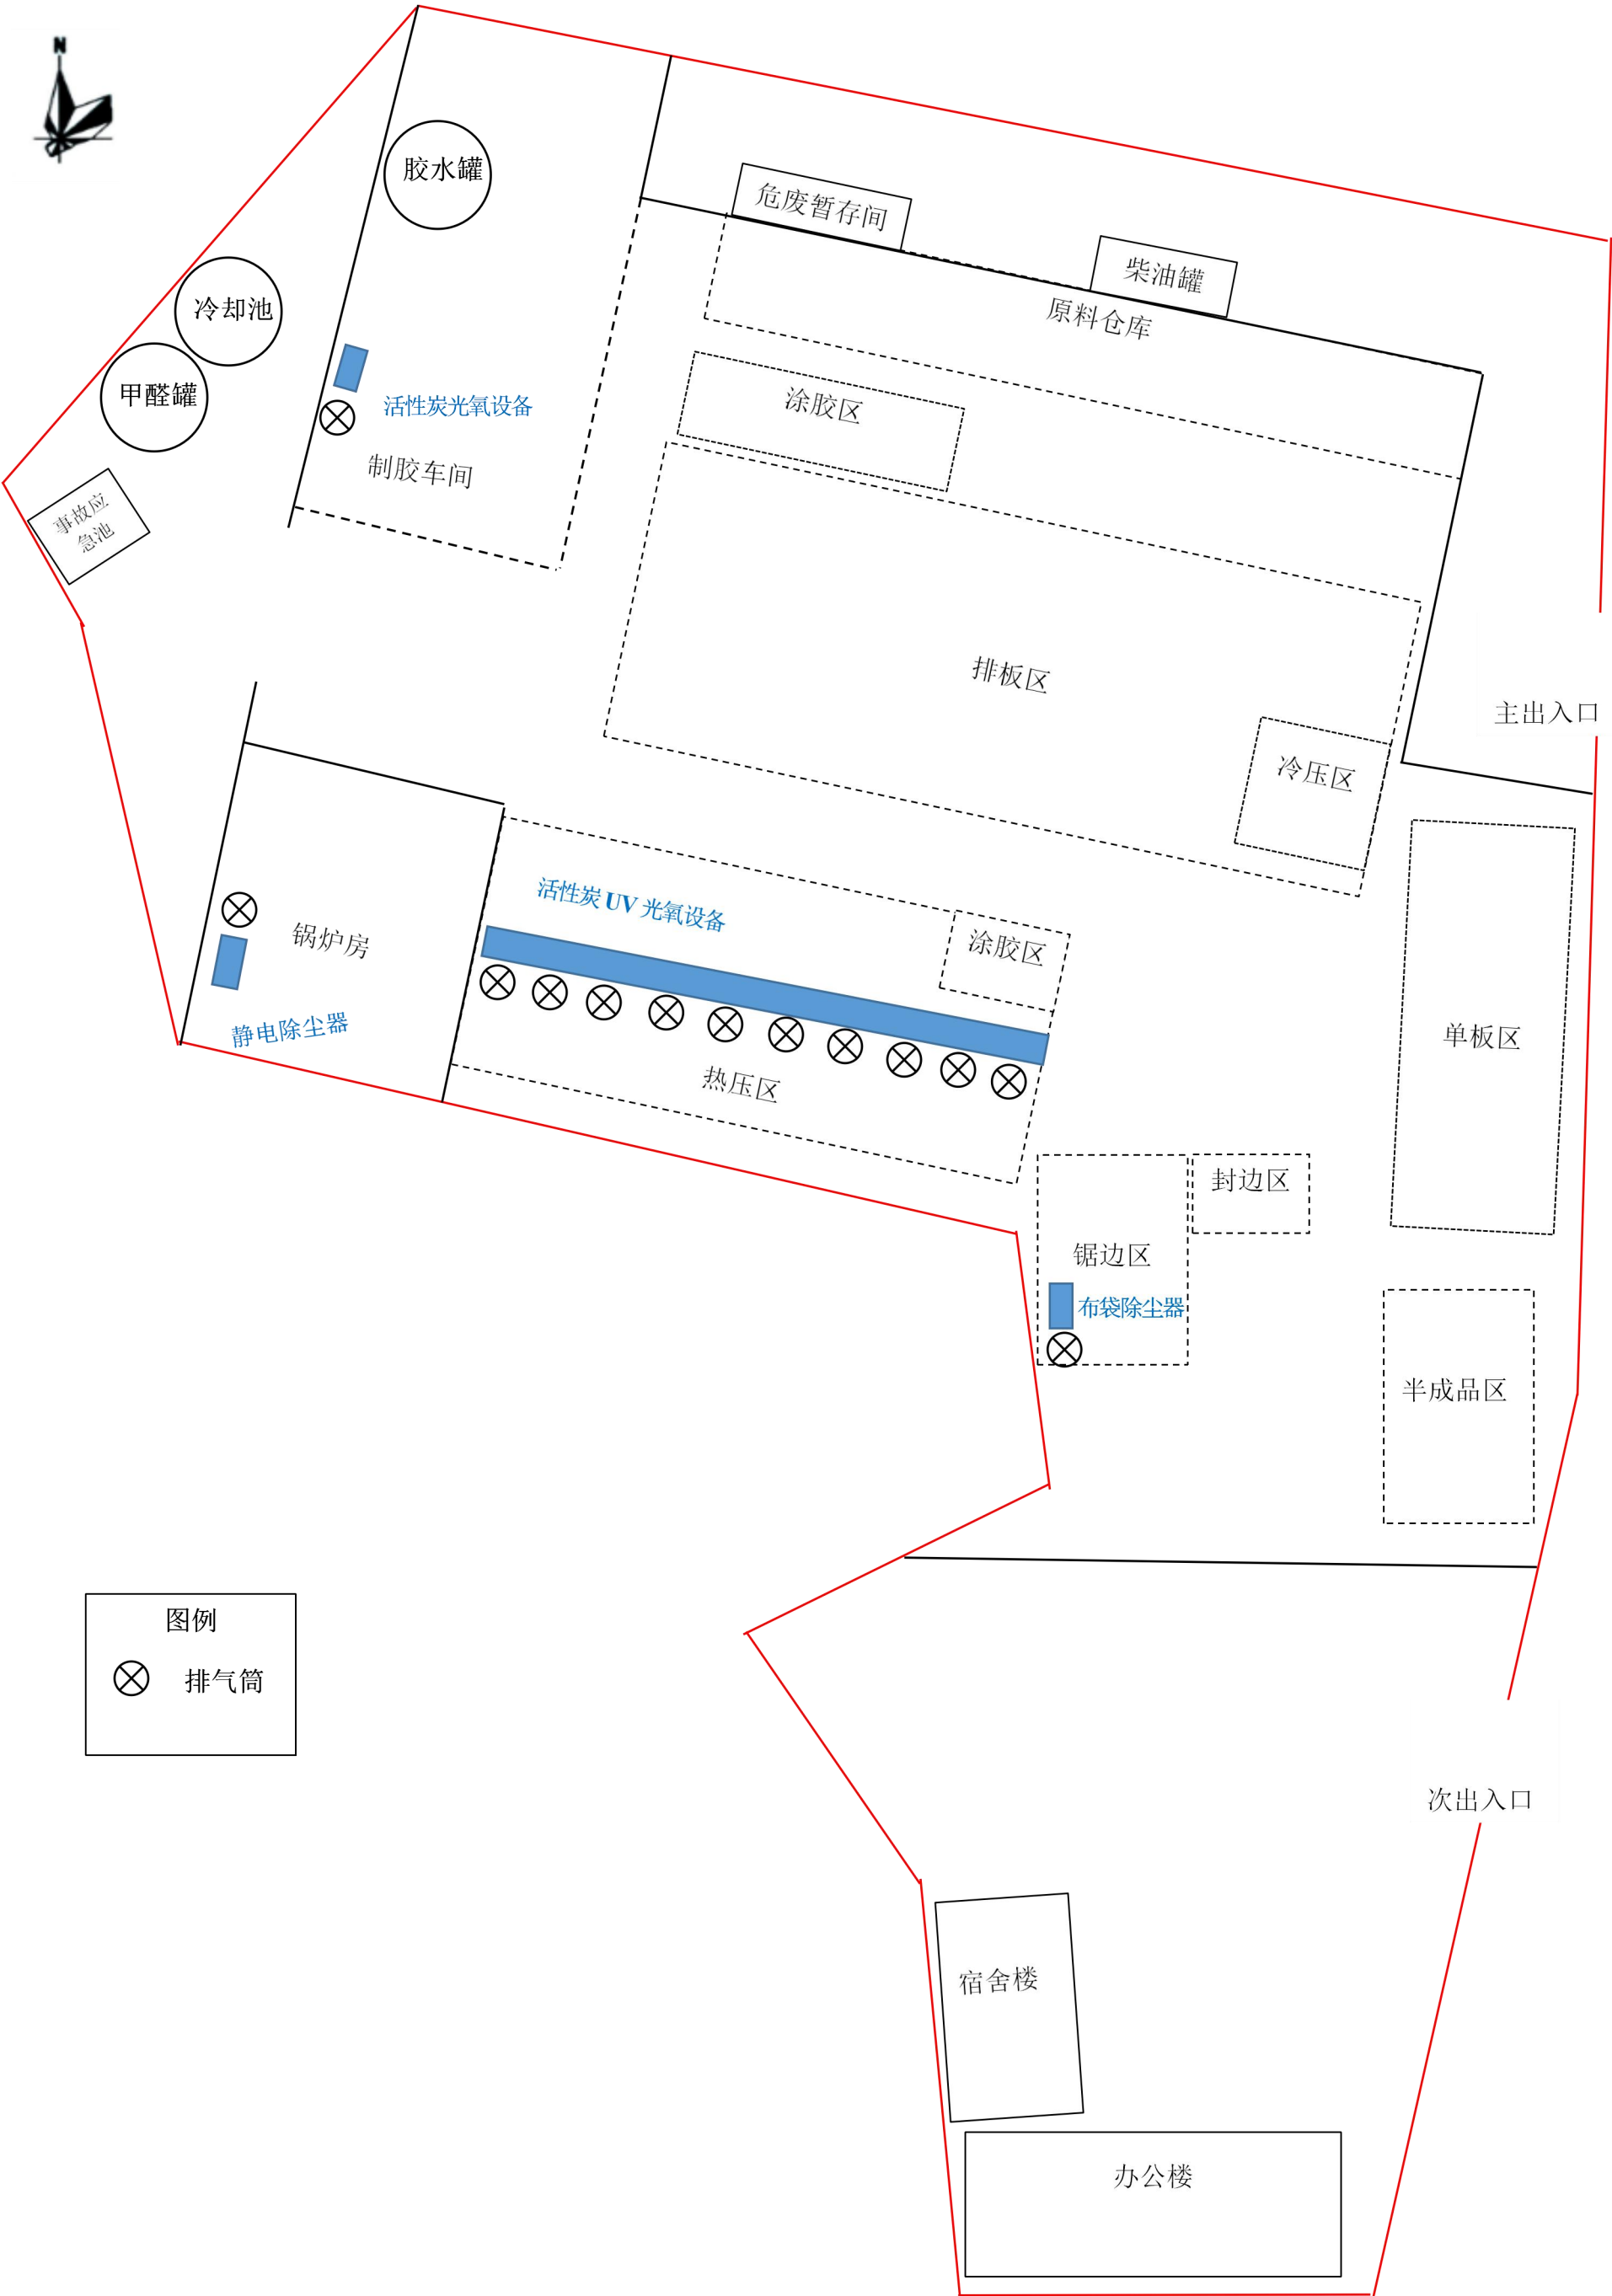 N
胶水罐
危废暂存间
柴油罐
冷却池
原料仓库
甲醛罐
活性炭光氧设备
涂胶区
制胶车间
事故应
急池
排板区
主出入口
冷压区
活性炭 UV 光氧设备
锅炉房
涂胶区
静电除尘器
单板区
热压区
封边区
锯边区
布袋除尘器
半成品区
图例
排气筒
次出入口
宿舍楼
办公楼